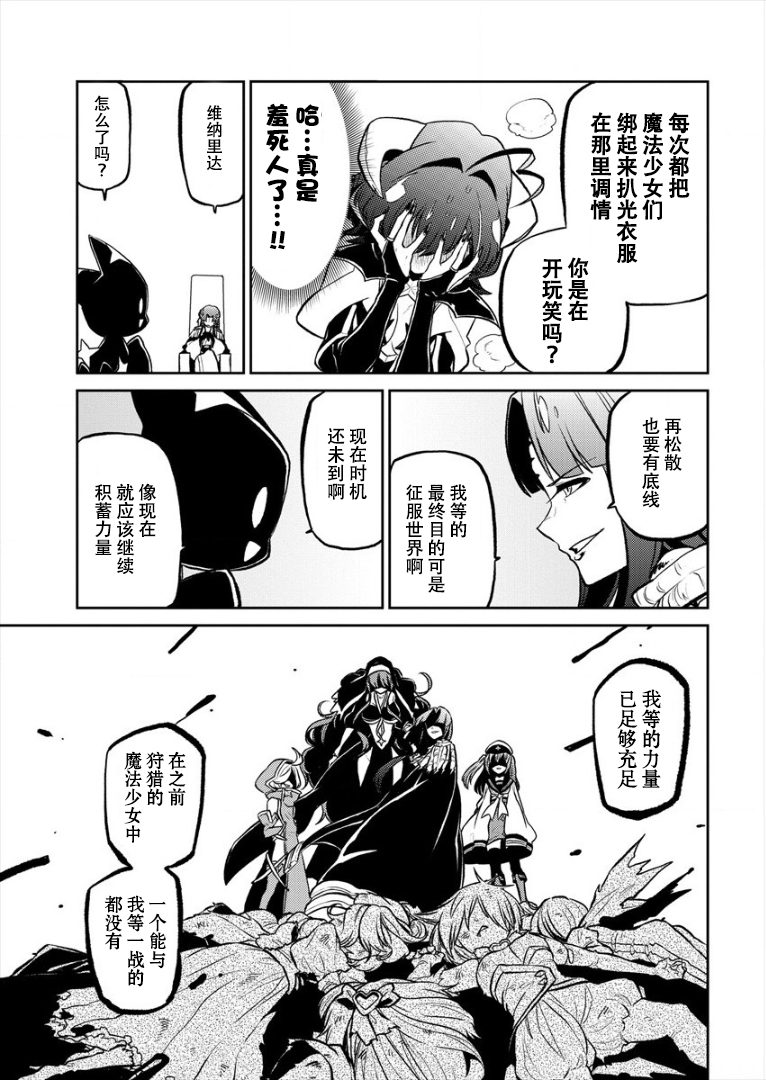 每次都把
魔法少女们
绑起来扒光衣服
在那里调情
你是在
开玩笑吗？
哈…真是
羞死人
了…!!
维纳里达
怎么了吗？
再松散
也要有底线
我等的
最终目的可是
征服世界啊
现在时机
还未到啊
像现在
就应该继续
积蓄力量
我等的力量
已足够充足
在之前
狩猎的
魔法少女中
一个能与
我等一战的
都没有